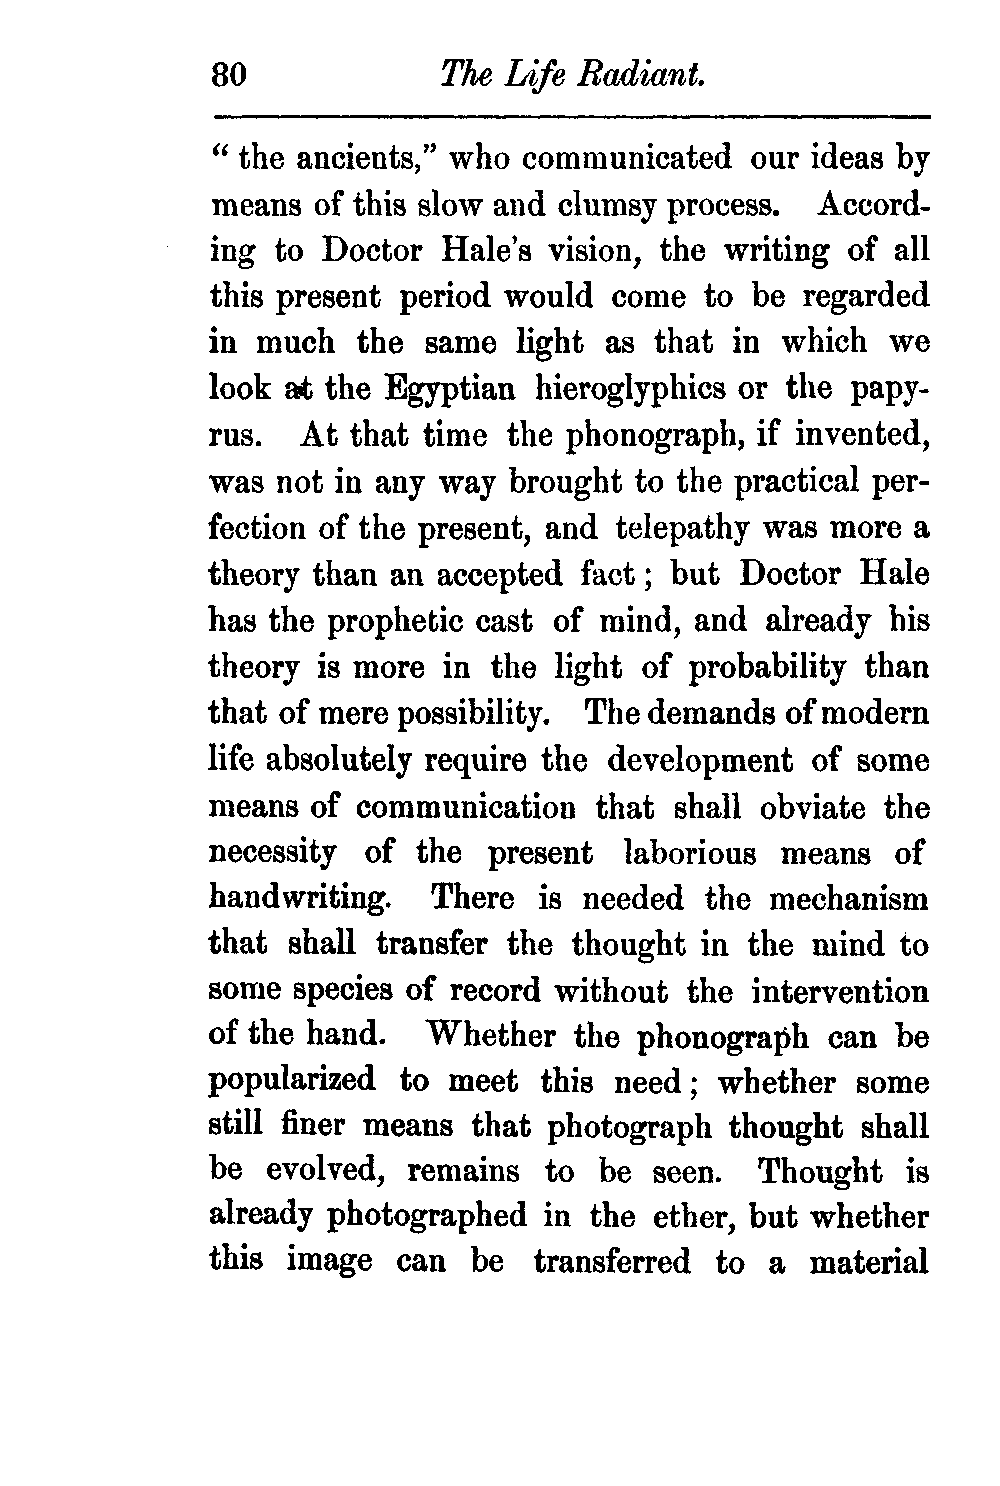 80 The Life Radiant.
" the ancients," who communicated our ideas by
means of this slow and clumsy process. Accord-
ing to Doctor Hale's vision, the writing of all
this present period would come to be regarded
in much the same light as that in which we
look at the Egyptian hieroglyphics or the papy-
rus. At that time the phonograph, if invented,
was not in any way brought to the practical per-
fection of the present, and telepathy was more a
theory than an accepted fact ; but Doctor Hale
has the prophetic cast of mind, and already his
theory is more in the light of probability than
that of mere possibility. The demands of modern
life absolutely require the development of some
means of communication that shall obviate the
necessity of the present laborious means of
handwriting. There is needed the mechanism
that shall transfer the thought in the mind to
some species of record without the intervention
of the hand. Whether the phonograph can be
popularized to meet this need ; whether some
still finer means that photograph thought shall
be evolved, remains to be seen. Thought is
already photographed in the ether, but whether
this image can be transferred to a material